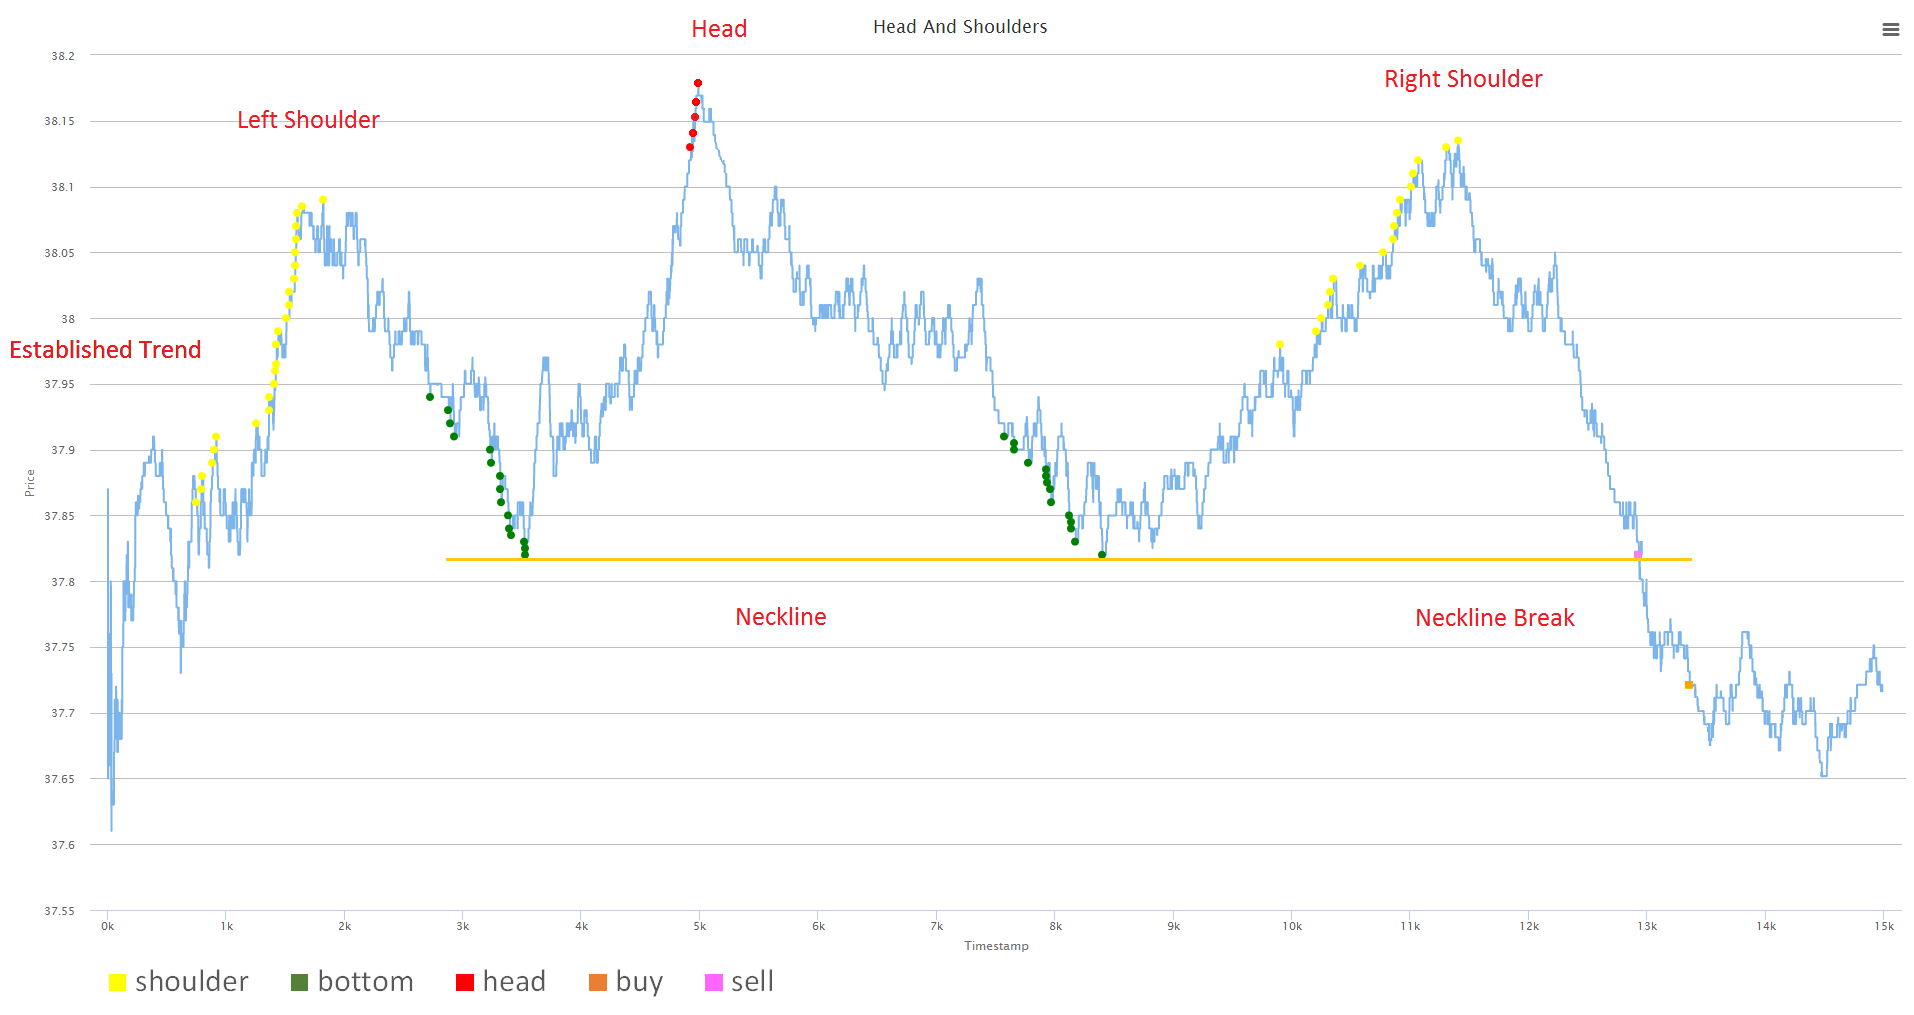 Head
Head And Shoulders
Left Shoulder
Right Shoulder
Established Trend
Neckline
Neckline Break
Price
38.2
38.15
38.1
38.05
38
37.95
37.9
37.85
37.8
37.75
37.7
37.65
37.6
37.55
0k 1k 2k 3k 4k 5k 6k 7k 8k 9k 10k 11k 12k 13k 14k 15k
Timestamp
shoulder bottom head buy sell